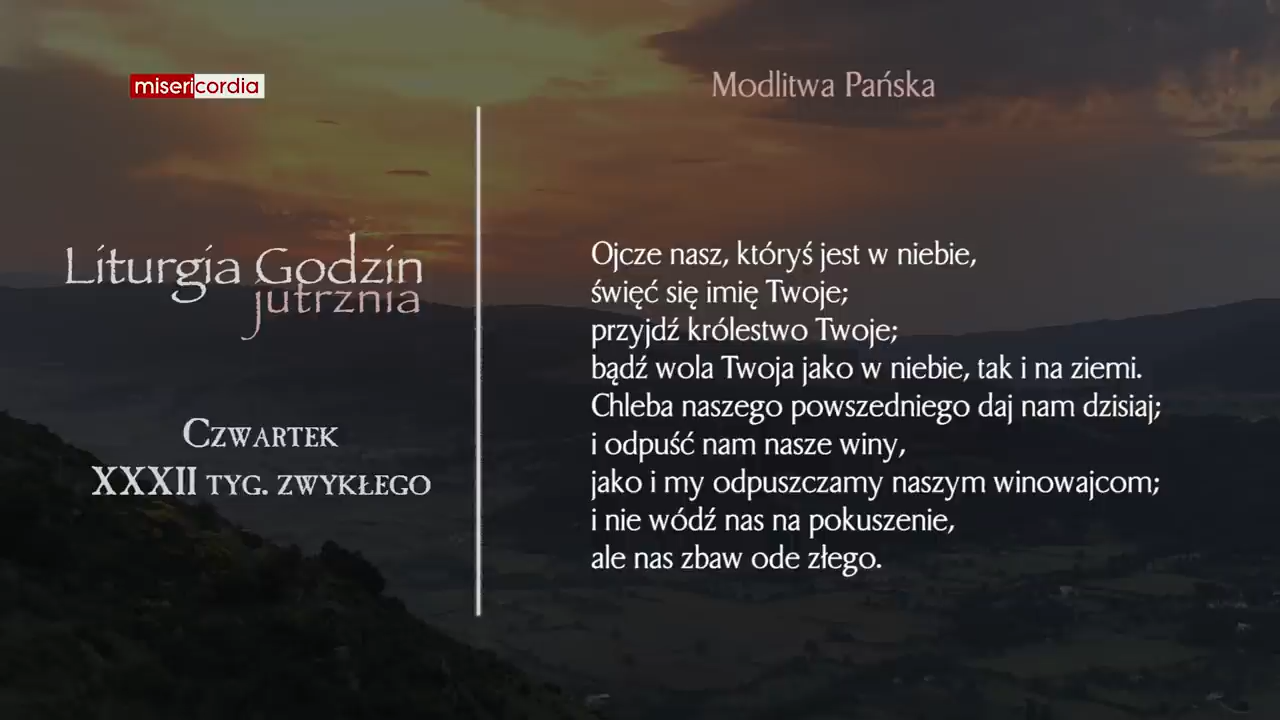 misericordia
Modlitwa Pańska
Liturgia Godzin
jutrznia
Czwartek
XXXII tyg. zwykłego
Ojcze nasz, któryś jest w niebie,
święć się imię Twoje;
przyjdź królestwo Twoje;
bądź wola Twoja jako w niebie, tak i na ziemi.
Chleba naszego powszedniego daj nam dzisiaj;
i odpuść nam nasze winy,
jako i my odpuszczamy naszym winowajcom;
i nie wódź nas na pokuszenie,
ale nas zbaw ode złego.